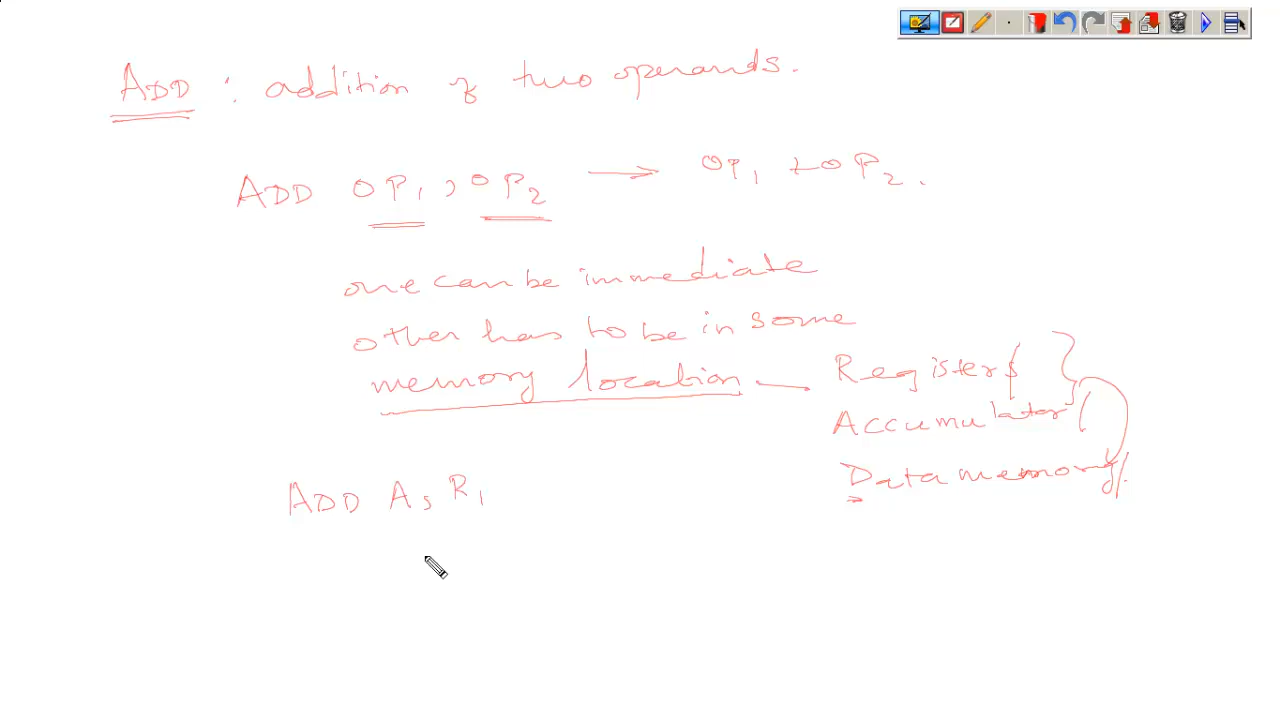 ADD : addition of two operands.
ADD OP1, OP2 → OP1 + OP2.
one can be immediate
other has to be in some
memory location — Registers
Accumulator
Data memory
ADD A, R1